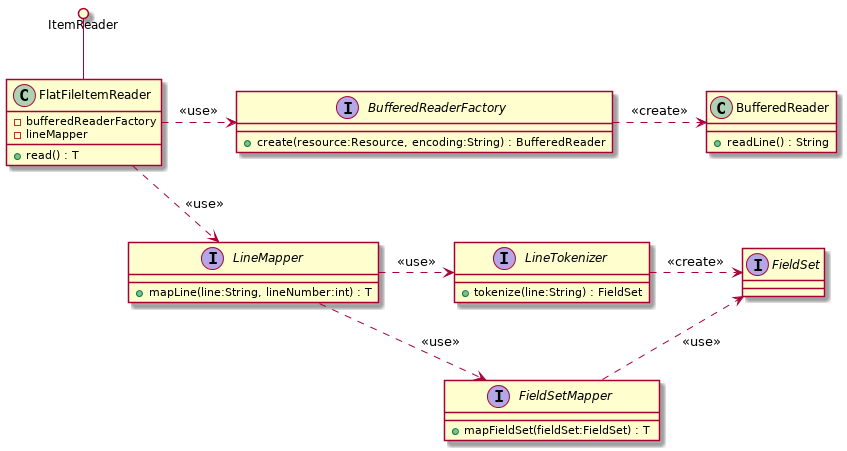 ItemReader
C FlatFileItemReader
bufferedReaderFactory
lineMapper
read() : T
«use»
I BufferedReaderFactory
create(resource:Resource, encoding:String) : BufferedReader
«create»
C BufferedReader
readLine() : String
«use»
I LineMapper
mapLine(line:String, lineNumber:int) : T
«use»
I LineTokenizer
tokenize(line:String) : FieldSet
«create»
I FieldSet
«use»
«use»
I FieldSetMapper
mapFieldSet(fieldSet:FieldSet) : T